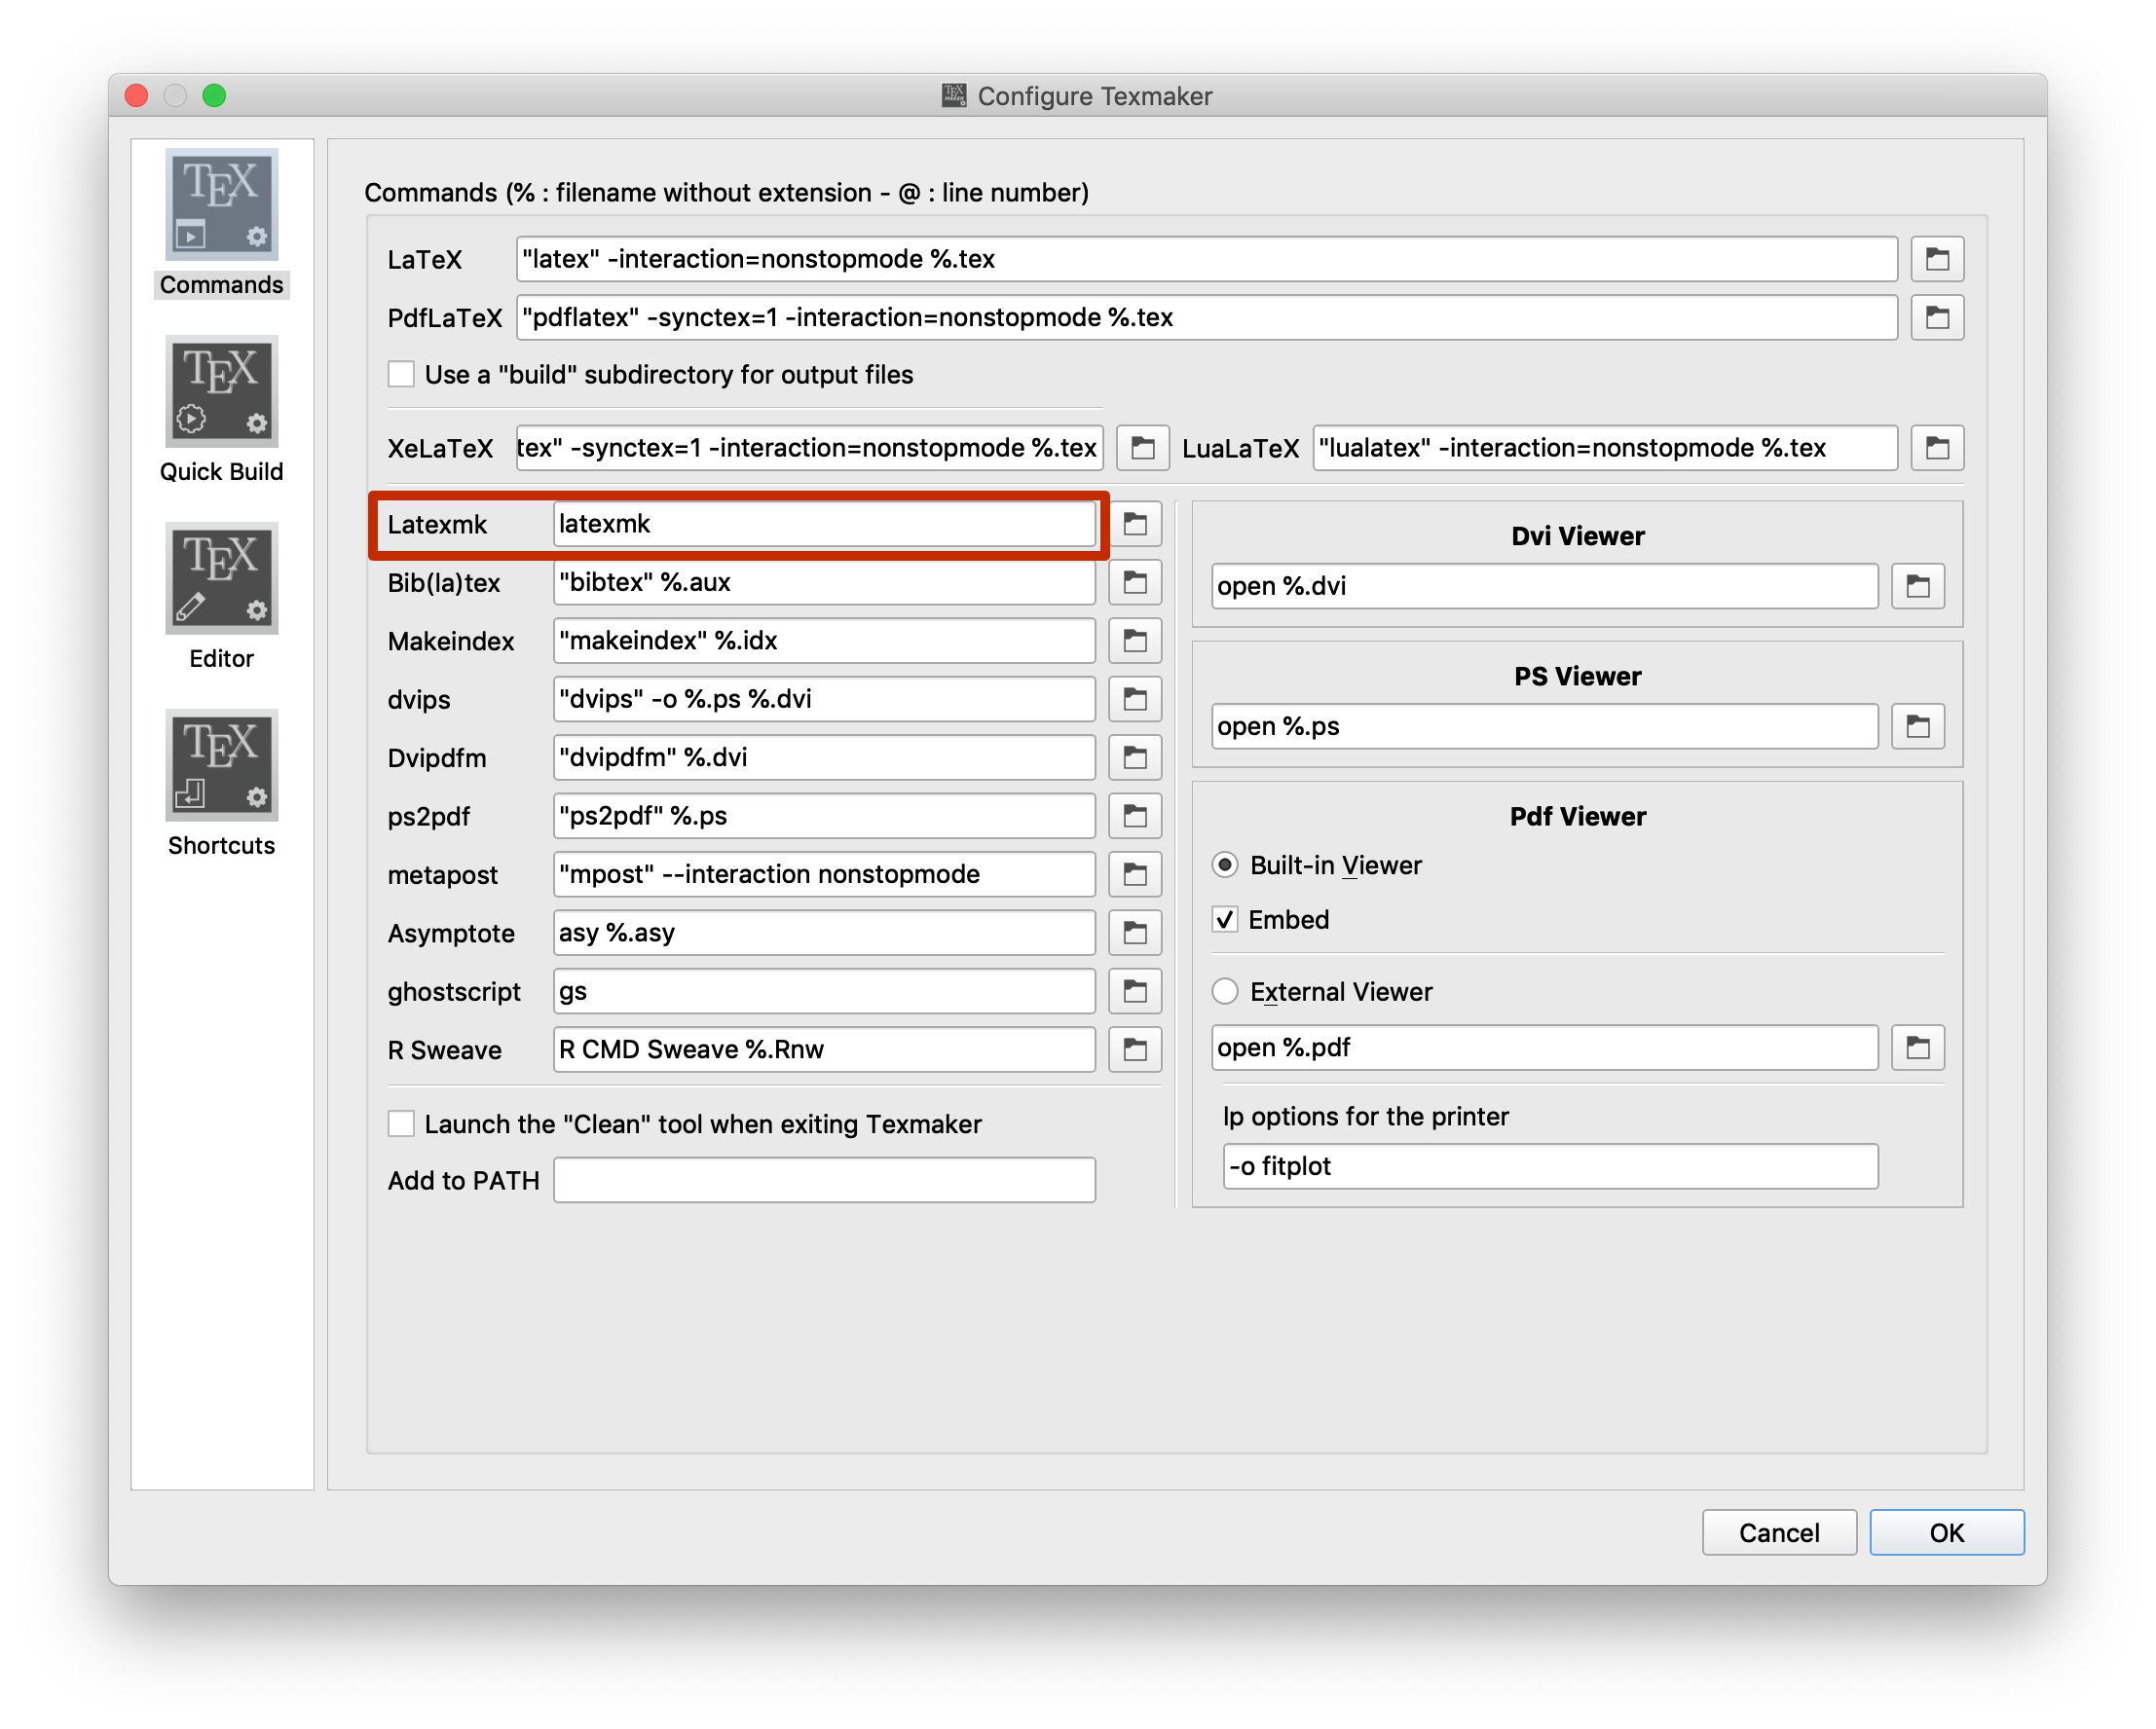 Configure Texmaker
Commands
Quick Build
Editor
Shortcuts
Commands (% : filename without extension - @ : line number)
LaTeX "latex" -interaction=nonstopmode %.tex
PdfLaTeX "pdflatex" -synctex=1 -interaction=nonstopmode %.tex
Use a "build" subdirectory for output files
XeLaTeX tex" -synctex=1 -interaction=nonstopmode %.tex LuaLaTeX "lualatex" -interaction=nonstopmode %.tex
Latexmk latexmk
Bib(la)tex "bibtex" %.aux
Makeindex "makeindex" %.idx
dvips "dvips" -o %.ps %.dvi
Dvipdfm "dvipdfm" %.dvi
ps2pdf "ps2pdf" %.ps
metapost "mpost" --interaction nonstopmode
Asymptote asy %.asy
ghostscript gs
R Sweave R CMD Sweave %.Rnw
Launch the "Clean" tool when exiting Texmaker
Add to PATH
Dvi Viewer
open %.dvi
PS Viewer
open %.ps
Pdf Viewer
Built-in Viewer
Embed
External Viewer
open %.pdf
lp options for the printer
-o fitplot
Cancel OK